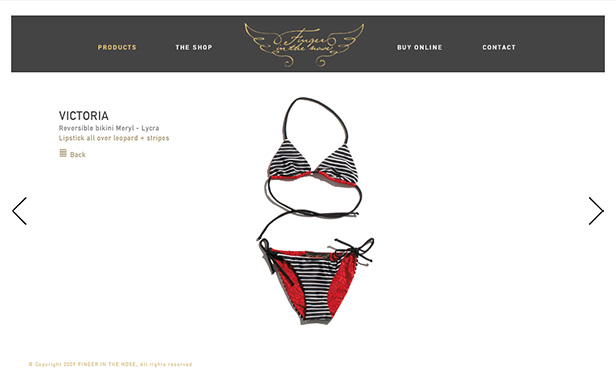 PRODUCTS
THE SHOP
Finger
in the nose
BUY ONLINE
CONTACT
VICTORIA
Reversible bikini Meryl - Lycra
Lipstick all over leopard + stripes
Back
© Copyright 2009 FINGER IN THE NOSE, All rights reserved